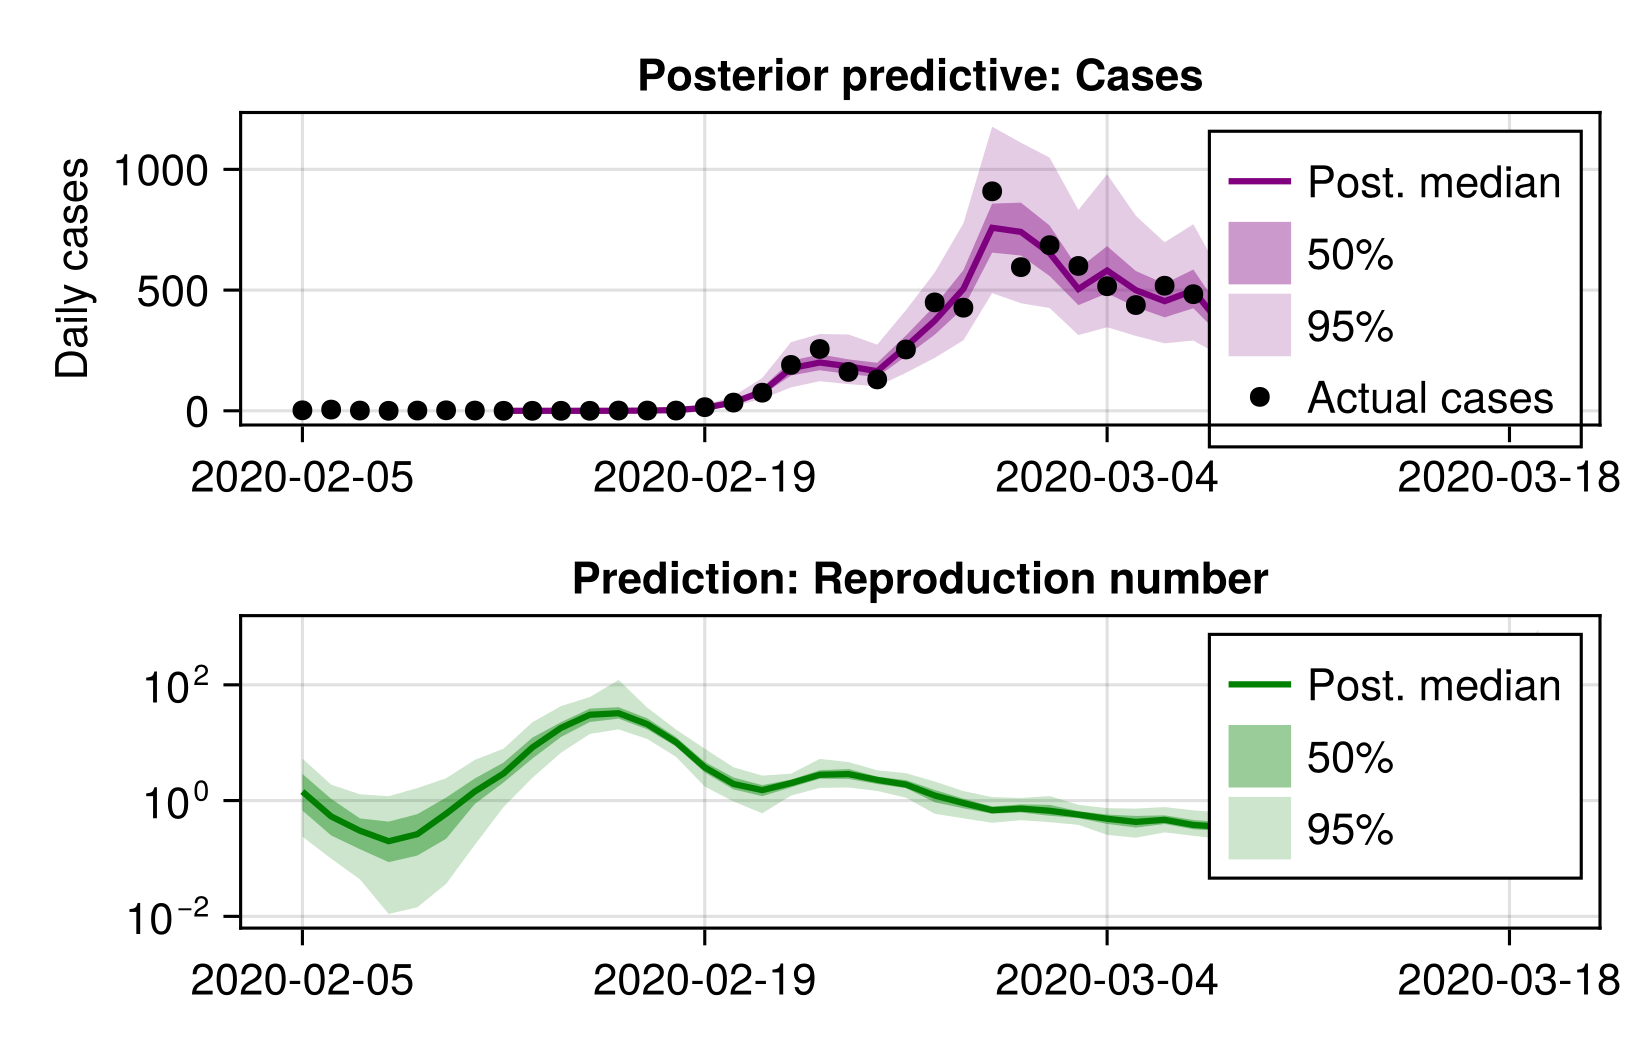 Posterior predictive: Cases
Daily cases
1000
500
0
Post. median
50%
95%
Actual cases
2020-02-05 2020-02-19 2020-03-04 2020-03-18
Prediction: Reproduction number
10²
10⁰
10⁻²
Post. median
50%
95%
2020-02-05 2020-02-19 2020-03-04 2020-03-18